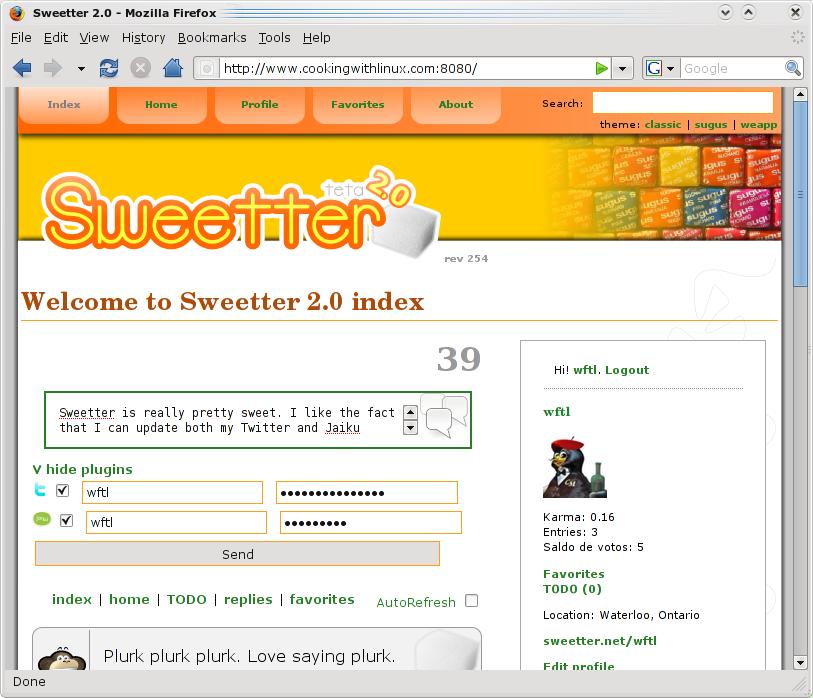 Sweetter 2.0 - Mozilla Firefox
File Edit View History Bookmarks Tools Help
http://www.cookingwithlinux.com:8080/
G Google
Index Home Profile Favorites About Search:
theme: classic | sugus | weapp
teta 2.0
Sweetter
sugus
rev 254
Welcome to Sweetter 2.0 index
39
Sweetter is really pretty sweet. I like the fact
that I can update both my Twitter and Jaiku
V hide plugins
t wftl •••••••••••••••
wftl •••••••••
Send
index | home | TODO | replies | favorites AutoRefresh
Plurk plurk plurk. Love saying plurk.
Hi! wftl. Logout
wftl
Karma: 0.16
Entries: 3
Saldo de votos: 5
Favorites
TODO (0)
Location: Waterloo, Ontario
sweetter.net/wftl
Edit profile
Done